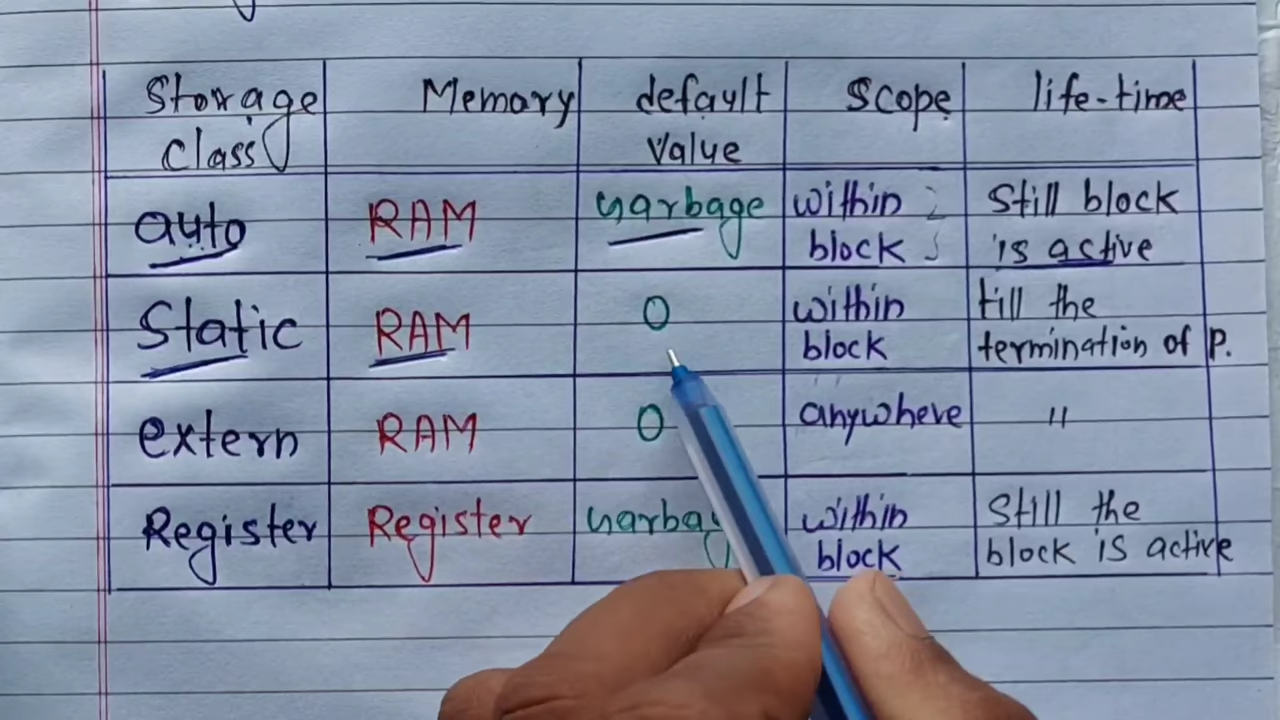 Storage Class
Memory
default Value
Scope
life-time
auto
RAM
Garbage
within block
Still block is active
Static
RAM
0
within block
till the termination of P.
extern
RAM
0
anywhere
"
Register
Register
within block
Still the block is active